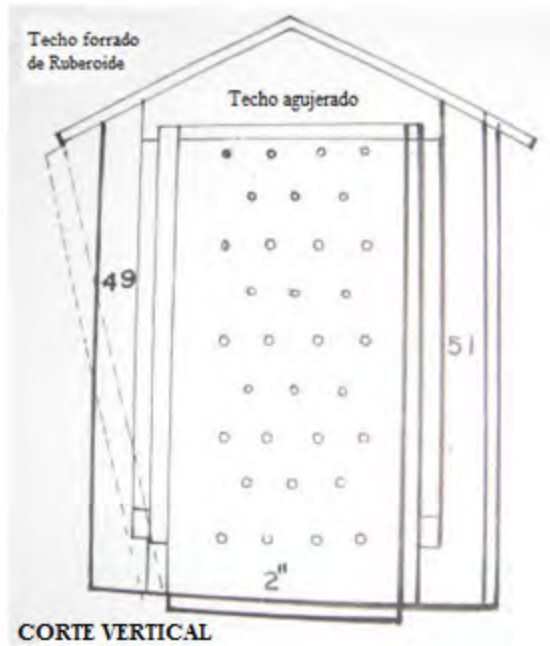 Techo forrado
de Ruberoide
Techo agujerado
49
51
2"
CORTE VERTICAL